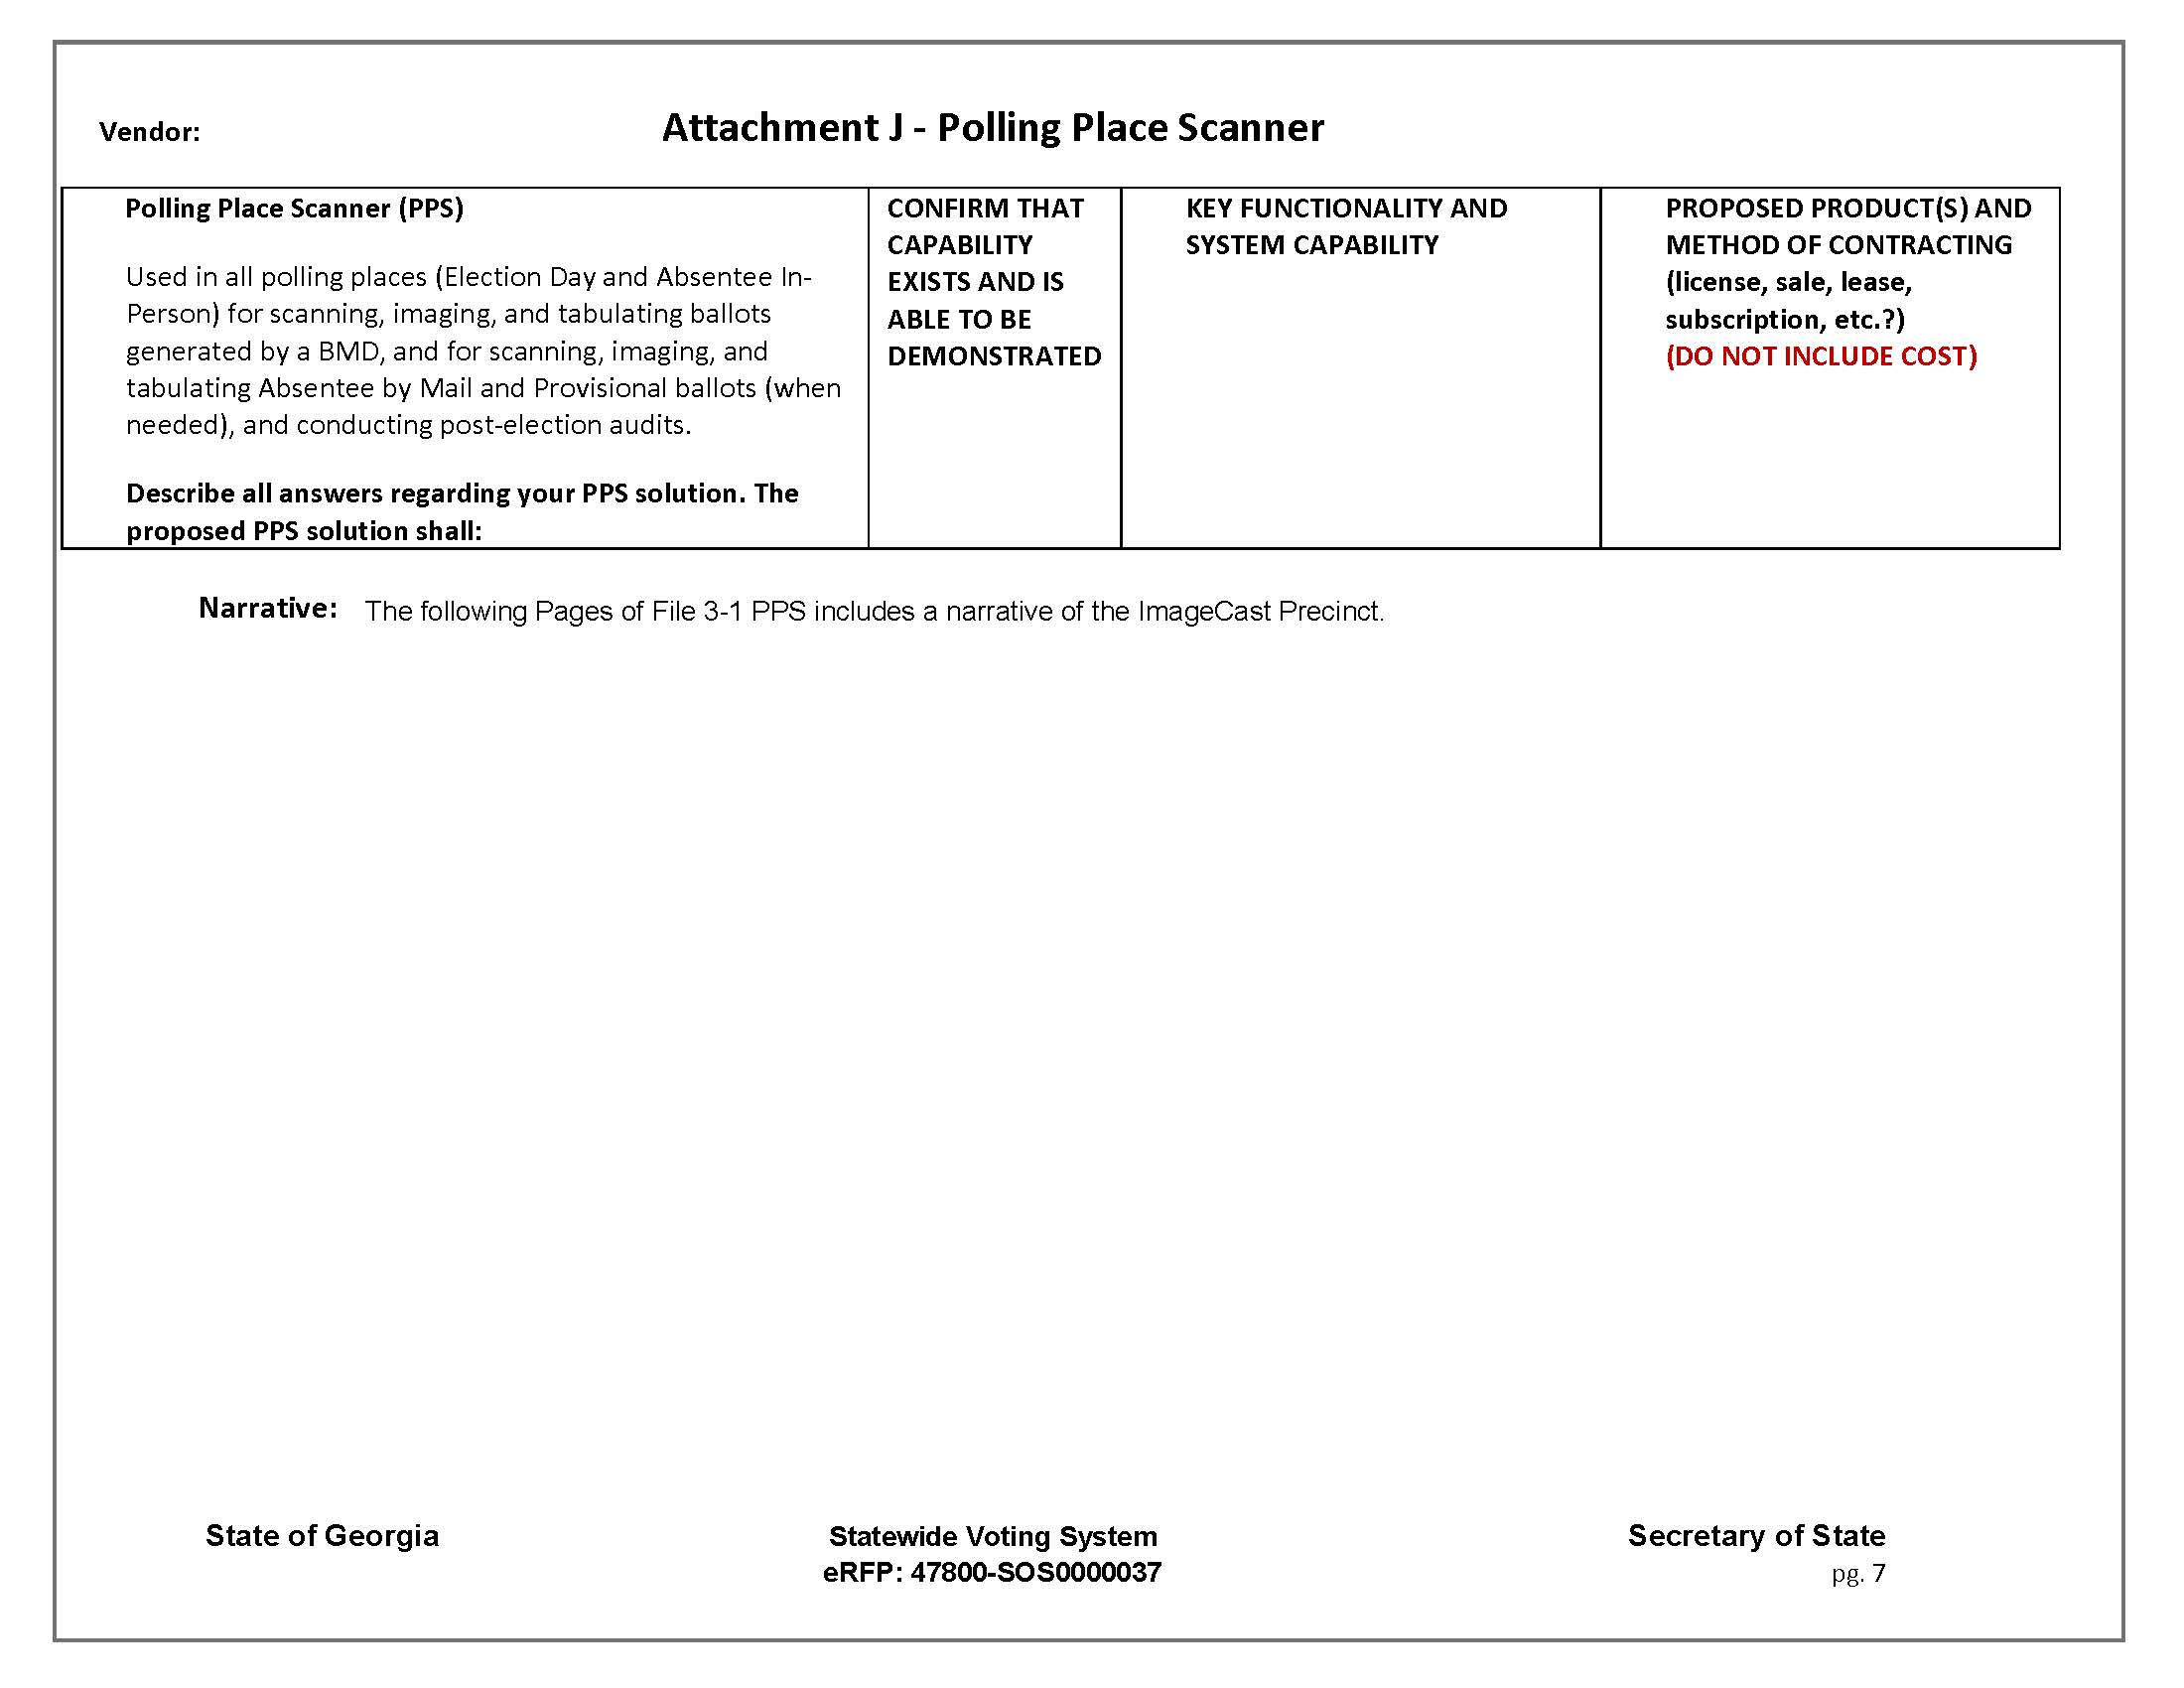 Vendor:
Attachment J - Polling Place Scanner
Polling Place Scanner (PPS)
Used in all polling places (Election Day and Absentee In-
Person) for scanning, imaging, and tabulating ballots
generated by a BMD, and for scanning, imaging, and
tabulating Absentee by Mail and Provisional ballots (when
needed), and conducting post-election audits.
Describe all answers regarding your PPS solution. The
proposed PPS solution shall:
CONFIRM THAT
CAPABILITY
EXISTS AND IS
ABLE TO BE
DEMONSTRATED
KEY FUNCTIONALITY AND
SYSTEM CAPABILITY
PROPOSED PRODUCT(S) AND
METHOD OF CONTRACTING
(license, sale, lease,
subscription, etc.?)
(DO NOT INCLUDE COST)
Narrative: The following Pages of File 3-1 PPS includes a narrative of the ImageCast Precinct.
State of Georgia
Statewide Voting System
eRFP: 47800-SOS0000037
Secretary of State
pg. 7